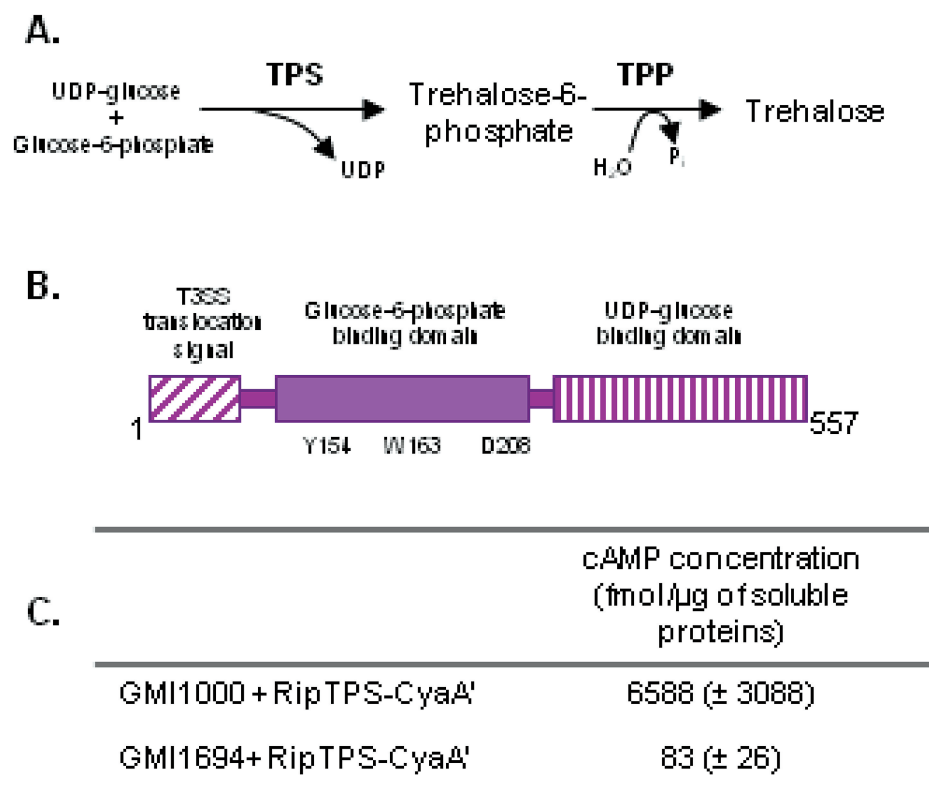 A.
UDP-glucose
+
Glucose-6-phosphate
TPS
UDP
Trehalose-6-
phosphate
TPP
H₂O
Pᵢ
Trehalose
B.
T3SS
translocation
signal
Glucose-6-phosphate
binding domain
UDP-glucose
binding domain
1
557
Y154 W163 D208
C.
cAMP concentration
(fmol/µg of soluble
proteins)
GMI1000 + RipTPS-CyaA' 6588 (± 3088)
GMI1694+ RipTPS-CyaA' 83 (± 26)